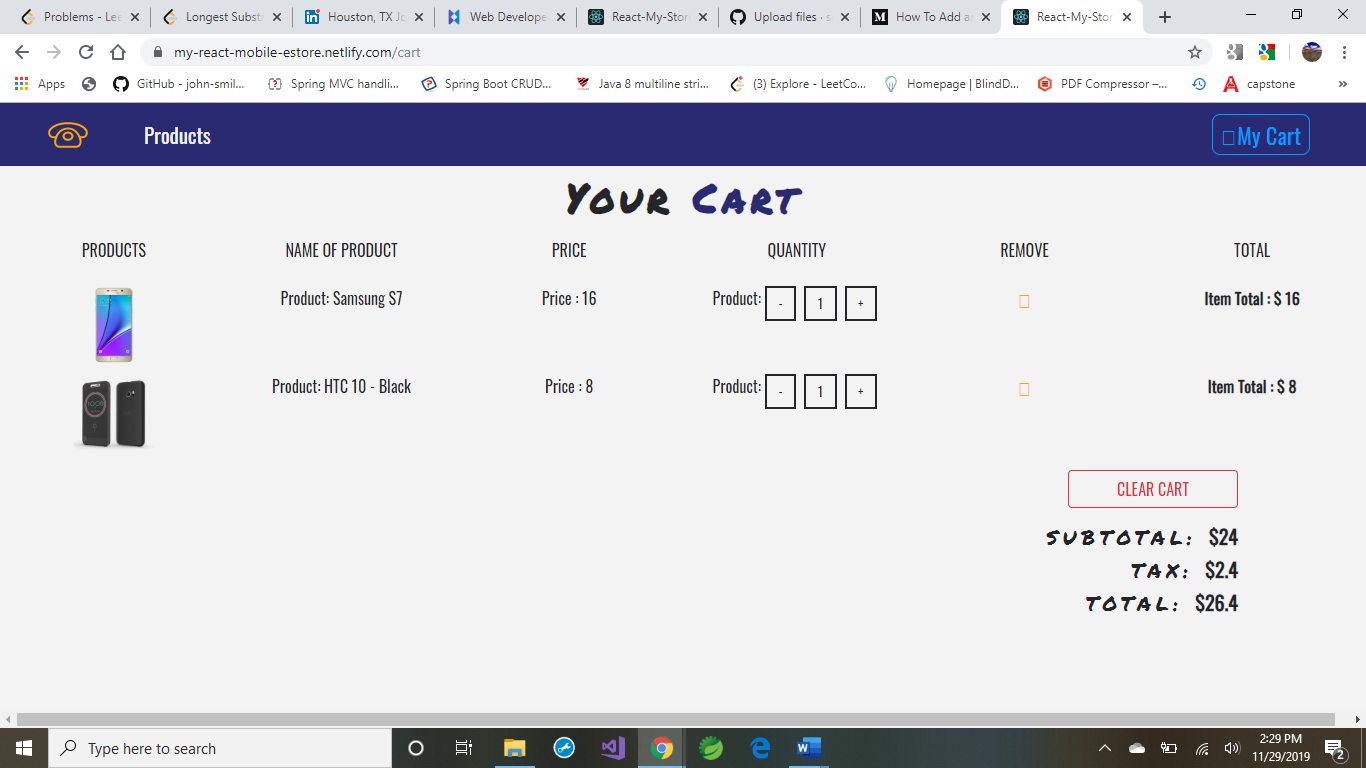 Problems - Lee
Longest Subst
Houston, TX Jo
Web Develope
React-My-Stor
Upload files · s
How To Add a
React-My-Stor
my-react-mobile-estore.netlify.com/cart
Apps
GitHub - john-smil...
Spring MVC handli...
Spring Boot CRUD...
Java 8 multiline stri...
(3) Explore - LeetCo...
Homepage | BlindD...
PDF Compressor –...
capstone
»
Products
My Cart
Your Cart
PRODUCTS NAME OF PRODUCT PRICE QUANTITY REMOVE TOTAL
Product: Samsung S7 Price : 16 Product: - 1 + Item Total : $ 16
Product: HTC 10 - Black Price : 8 Product: - 1 + Item Total : $ 8
CLEAR CART
SUBTOTAL: $24
TAX: $2.4
TOTAL: $26.4
Type here to search
2:29 PM
11/29/2019
2